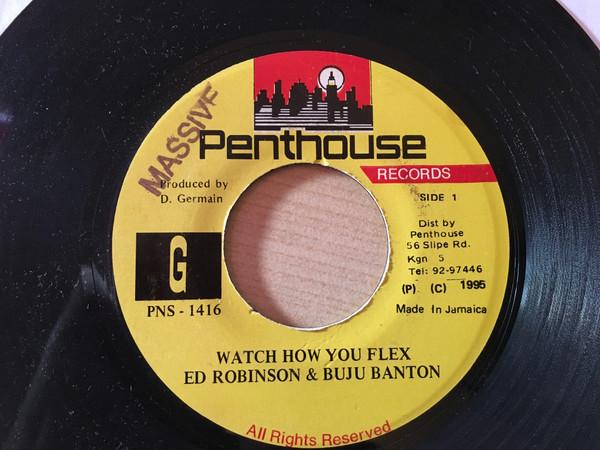 MASSIVE
Penthouse
RECORDS
Produced by
D. Germain
SIDE 1
Dist by
Penthouse
56 Slipe Rd.
Kgn 5
Tel: 92-97446
(P) (C) 1995
Made In Jamaica
G
PNS - 1416
WATCH HOW YOU FLEX
ED ROBINSON & BUJU BANTON
All Rights Reserved